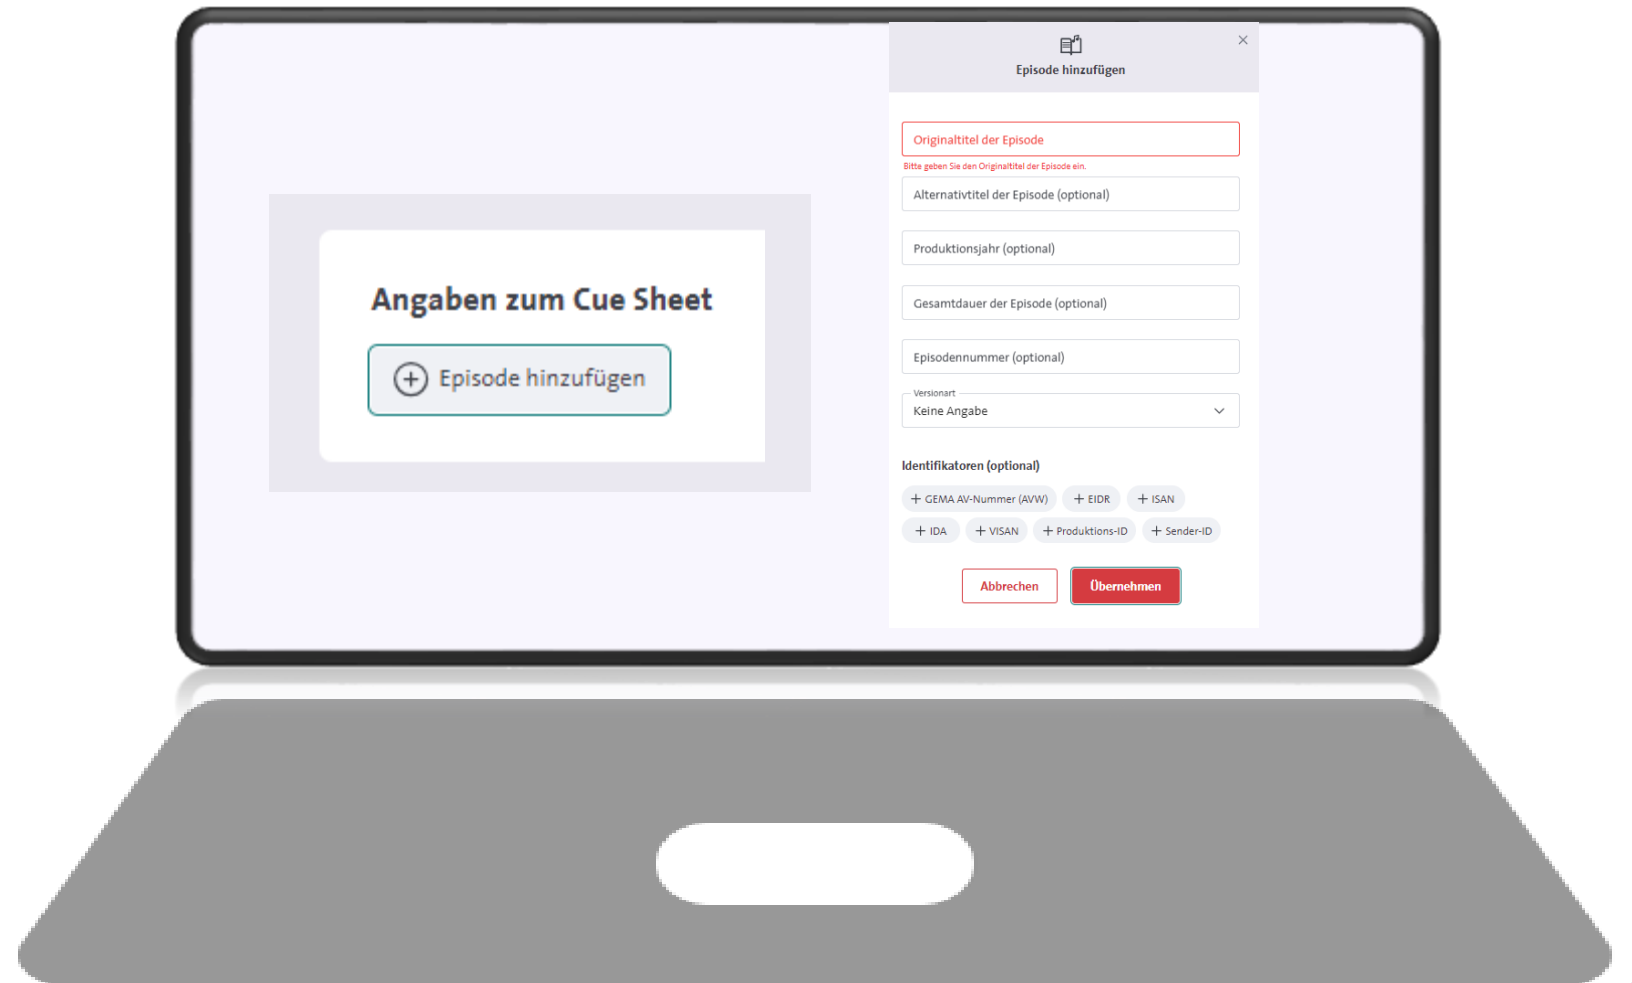 Angaben zum Cue Sheet
Episode hinzufügen
Episode hinzufügen
Originaltitel der Episode
Bitte geben Sie den Originaltitel der Episode ein.
Alternativtitel der Episode (optional)
Produktionsjahr (optional)
Gesamtdauer der Episode (optional)
Episodennummer (optional)
Versionart
Keine Angabe
Identifikatoren (optional)
+ GEMA AV-Nummer (AVW) + EIDR + ISAN
+ IDA + VISAN + Produktions-ID + Sender-ID
Abbrechen Übernehmen